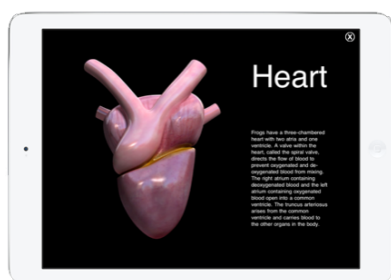 Heart
Frogs have a three-chambered
heart with two atria and one
ventricle. A valve within the
heart, called the spiral valve,
directs the flow of blood to
prevent oxygenated and de-
oxygenated blood from mixing.
The right atrium containing
deoxygenated blood and the left
atrium containing oxygenated
blood open into a common
ventricle. The truncus arteriosus
arises from the common
ventricle and carries blood to
the other organs in the body.